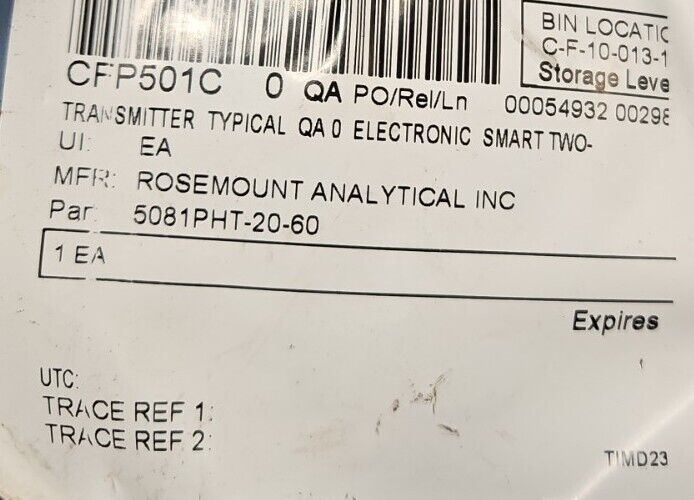 BIN LOCATIC
C-F-10-013-1
Storage Leve
CFP501C 0 QA PO/Rel/Ln 00054932 00298
TRANSMITTER TYPICAL QA 0 ELECTRONIC SMART TWO-
UI: EA
MFR: ROSEMOUNT ANALYTICAL INC
Par 5081PHT-20-60
1 EA
Expires
UTC:
TRACE REF 1:
TRACE REF 2:
TIMD23